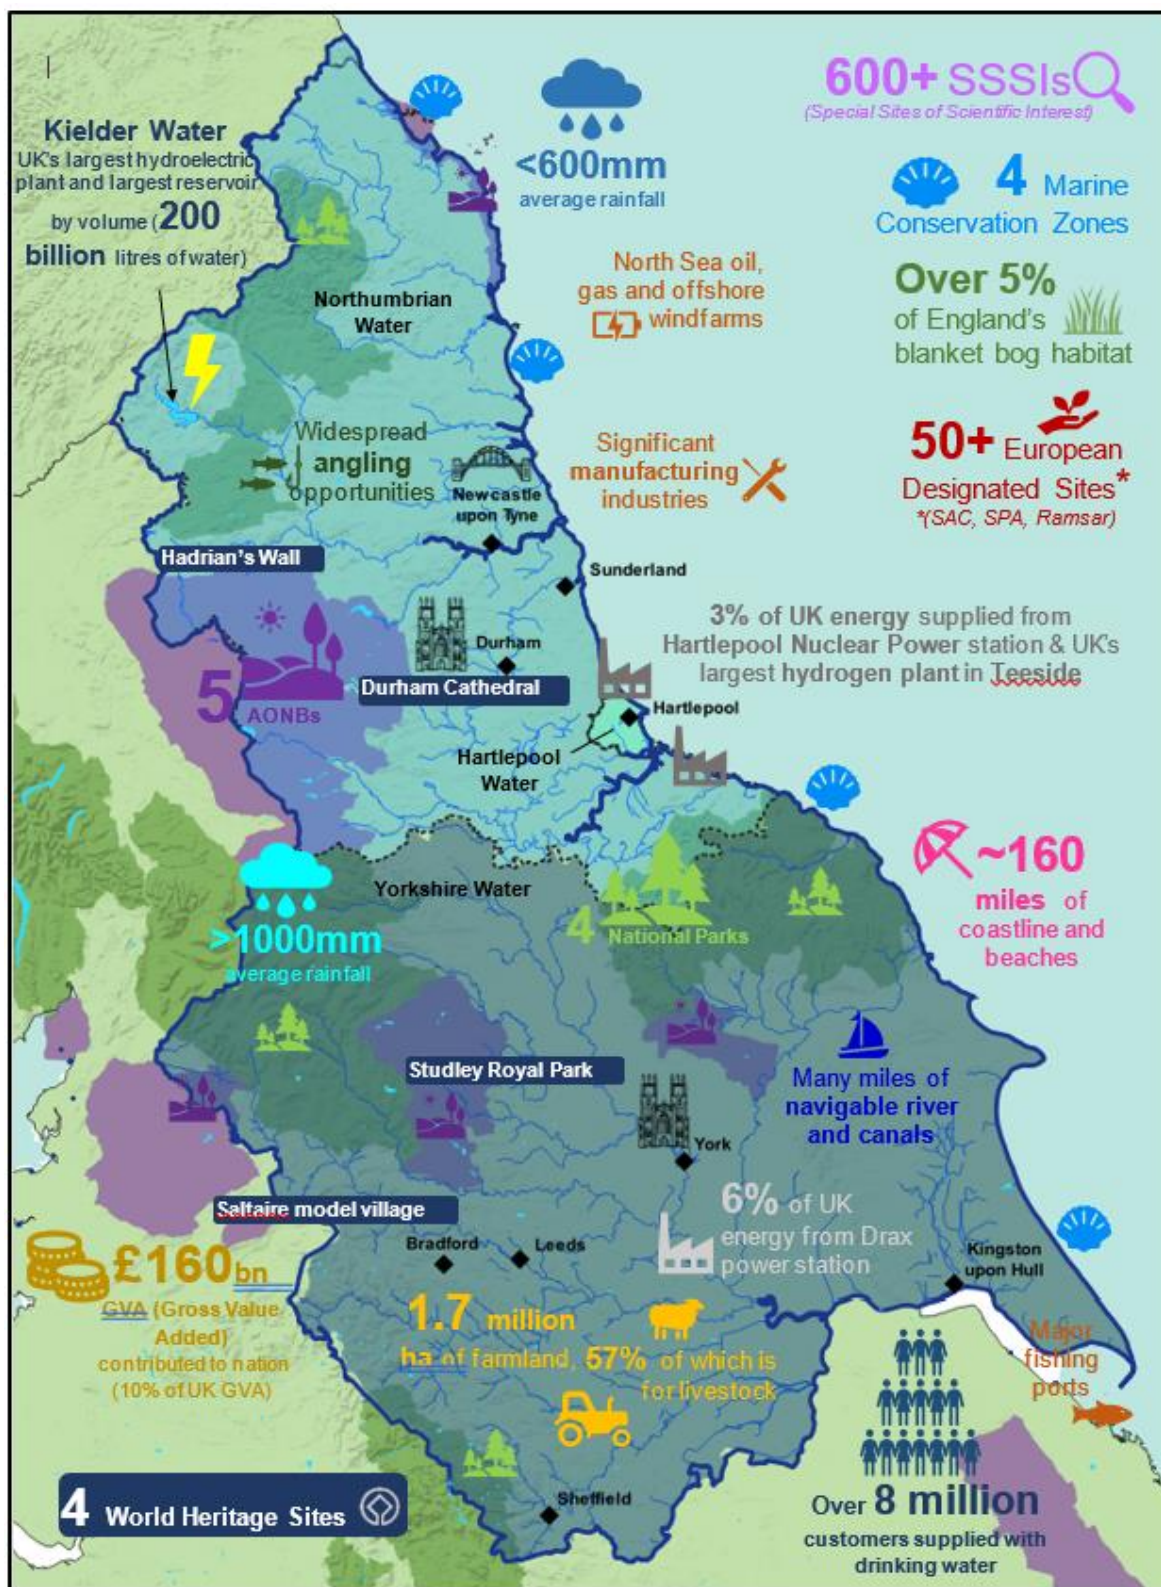 600+ SSSIs
(Special Sites of Scientific Interest)
Kielder Water
UK's largest hydroelectric
plant and largest reservoir
by volume (200
billion litres of water)
<600mm
average rainfall
4 Marine
Conservation Zones
North Sea oil,
gas and offshore
windfarms
Over 5%
of England's
blanket bog habitat
Northumbrian
Water
Widespread
angling
opportunities
Significant
manufacturing
industries
50+ European
Designated Sites*
*(SAC, SPA, Ramsar)
Newcastle
upon Tyne
Hadrian's Wall
Sunderland
3% of UK energy supplied from
Hartlepool Nuclear Power station & UK's
largest hydrogen plant in Teeside
Durham
Durham Cathedral
5 AONBs
Hartlepool
Hartlepool
Water
Yorkshire Water
>1000mm
average rainfall
4 National Parks
~160
miles of
coastline and
beaches
Studley Royal Park
Many miles of
navigable river
and canals
York
Saltaire model village
6% of UK
energy from Drax
power station
Bradford
Leeds
Kingston
upon Hull
£160bn
GVA (Gross Value
Added)
contributed to nation
(10% of UK GVA)
1.7 million
ha of farmland, 57% of which is
for livestock
Major
fishing
ports
Sheffield
4 World Heritage Sites
Over 8 million
customers supplied with
drinking water